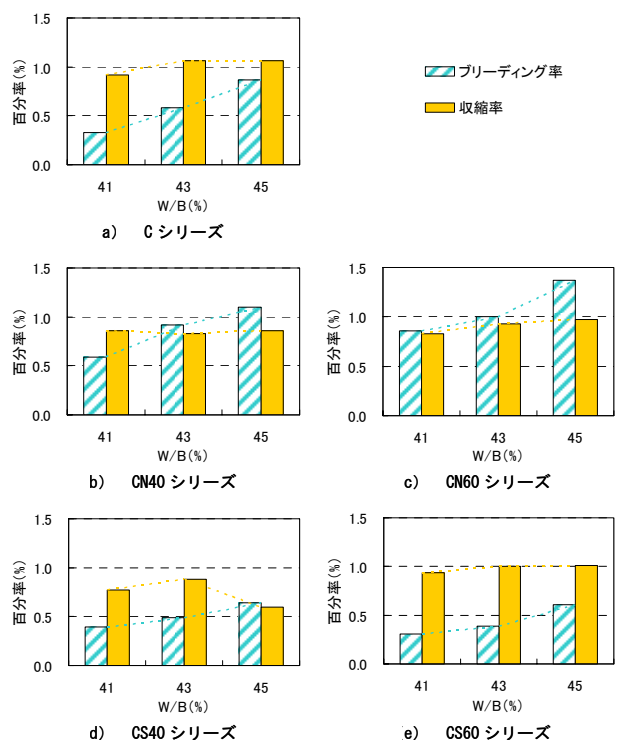 1.5
1.0
0.5
0.0
百分率(%)
41 43 45
W/B(%)
a) C シリーズ
ブリーディング率
収縮率
1.5
1.0
0.5
0.0
百分率(%)
41 43 45
W/B(%)
b) CN40 シリーズ
1.5
1.0
0.5
0.0
百分率(%)
41 43 45
W/B(%)
c) CN60 シリーズ
1.5
1.0
0.5
0.0
百分率(%)
41 43 45
W/B(%)
d) CS40 シリーズ
1.5
1.0
0.5
0.0
百分率(%)
41 43 45
W/B(%)
e) CS60 シリーズ